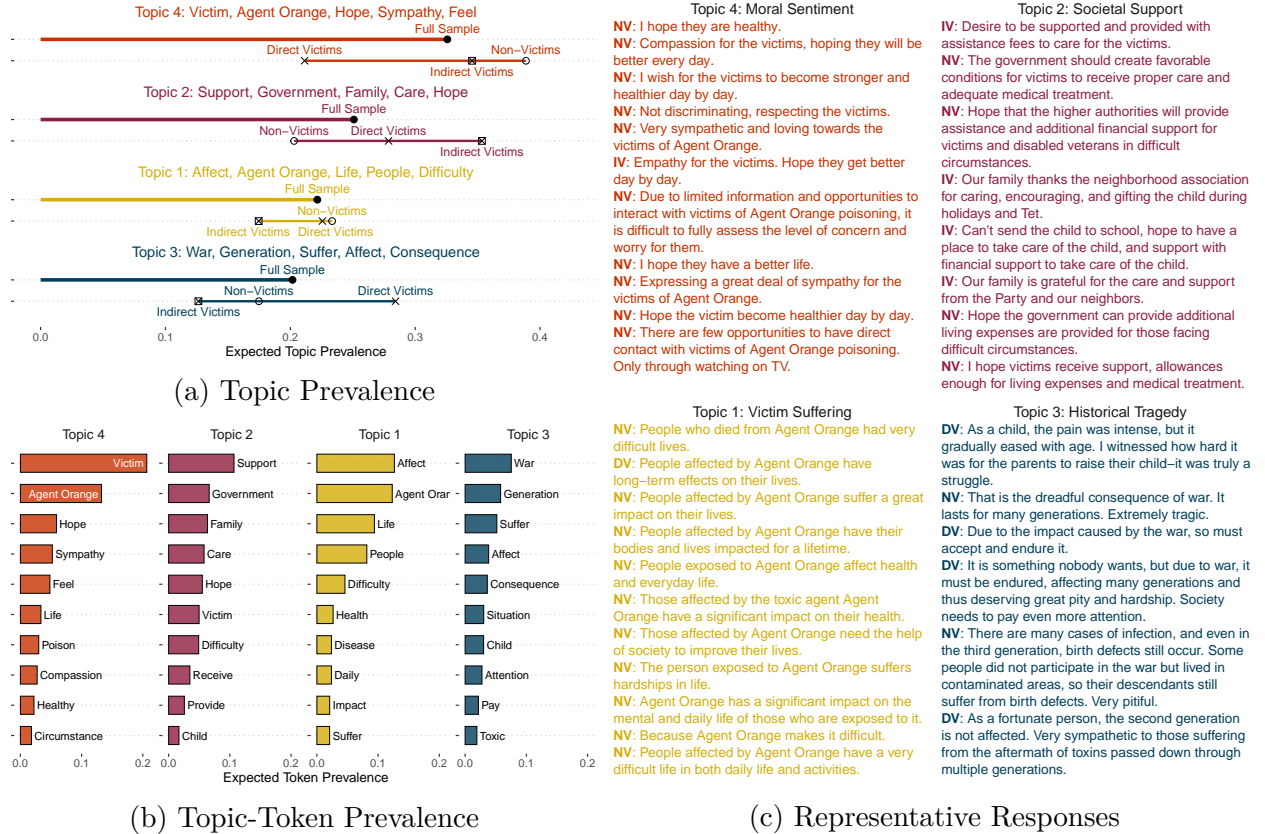 Topic 4: Victim, Agent Orange, Hope, Sympathy, Feel
Full Sample
Direct Victims
Non−Victims
Indirect Victims
Topic 2: Support, Government, Family, Care, Hope
Full Sample
Non−Victims
Direct Victims
Indirect Victims
Topic 1: Affect, Agent Orange, Life, People, Difficulty
Full Sample
Non−Victims
Indirect Victims
Direct Victims
Topic 3: War, Generation, Suffer, Affect, Consequence
Full Sample
Non−Victims
Direct Victims
Indirect Victims
0.0 0.1 0.2 0.3 0.4
Expected Topic Prevalence
(a) Topic Prevalence
Topic 4
Victim
Agent Orange
Hope
Sympathy
Feel
Life
Poison
Compassion
Healthy
Circumstance
0.0 0.1 0.2
Topic 2
Support
Government
Family
Care
Hope
Victim
Difficulty
Receive
Provide
Child
0.0 0.1 0.2
Topic 1
Affect
Agent Orar
Life
People
Difficulty
Health
Disease
Daily
Impact
Suffer
0.0 0.1 0.2
Topic 3
War
Generation
Suffer
Affect
Consequence
Situation
Child
Attention
Pay
Toxic
0.0 0.1 0.2
Expected Token Prevalence
(b) Topic-Token Prevalence
Topic 4: Moral Sentiment
NV: I hope they are healthy.
NV: Compassion for the victims, hoping they will be
better every day.
NV: I wish for the victims to become stronger and
healthier day by day.
NV: Not discriminating, respecting the victims.
NV: Very sympathetic and loving towards the
victims of Agent Orange.
IV: Empathy for the victims. Hope they get better
day by day.
NV: Due to limited information and opportunities to
interact with victims of Agent Orange poisoning, it
is difficult to fully assess the level of concern and
worry for them.
NV: I hope they have a better life.
NV: Expressing a great deal of sympathy for the
victims of Agent Orange.
NV: Hope the victim become healthier day by day.
NV: There are few opportunities to have direct
contact with victims of Agent Orange poisoning.
Only through watching on TV.
Topic 2: Societal Support
IV: Desire to be supported and provided with
assistance fees to care for the victims.
NV: The government should create favorable
conditions for victims to receive proper care and
adequate medical treatment.
NV: Hope that the higher authorities will provide
assistance and additional financial support for
victims and disabled veterans in difficult
circumstances.
IV: Our family thanks the neighborhood association
for caring, encouraging, and gifting the child during
holidays and Tet.
IV: Can't send the child to school, hope to have a
place to take care of the child, and support with
financial support to take care of the child.
IV: Our family is grateful for the care and support
from the Party and our neighbors.
NV: Hope the government can provide additional
living expenses are provided for those facing
difficult circumstances.
NV: I hope victims receive support, allowances
enough for living expenses and medical treatment.
Topic 1: Victim Suffering
NV: People who died from Agent Orange had very
difficult lives.
DV: People affected by Agent Orange have
long−term effects on their lives.
NV: People affected by Agent Orange suffer a great
impact on their lives.
NV: People affected by Agent Orange have their
bodies and lives impacted for a lifetime.
NV: People exposed to Agent Orange affect health
and everyday life.
NV: Those affected by the toxic agent Agent
Orange have a significant impact on their health.
NV: Those affected by Agent Orange need the help
of society to improve their lives.
NV: The person exposed to Agent Orange suffers
hardships in life.
NV: Agent Orange has a significant impact on the
mental and daily life of those who are exposed to it.
NV: Because Agent Orange makes it difficult.
NV: People affected by Agent Orange have a very
difficult life in both daily life and activities.
Topic 3: Historical Tragedy
DV: As a child, the pain was intense, but it
gradually eased with age. I witnessed how hard it
was for the parents to raise their child−it was truly a
struggle.
NV: That is the dreadful consequence of war. It
lasts for many generations. Extremely tragic.
DV: Due to the impact caused by the war, so must
accept and endure it.
DV: It is something nobody wants, but due to war, it
must be endured, affecting many generations and
thus deserving great pity and hardship. Society
needs to pay even more attention.
NV: There are many cases of infection, and even in
the third generation, birth defects still occur. Some
people did not participate in the war but lived in
contaminated areas, so their descendants still
suffer from birth defects. Very pitiful.
DV: As a fortunate person, the second generation
is not affected. Very sympathetic to those suffering
from the aftermath of toxins passed down through
multiple generations.
(c) Representative Responses